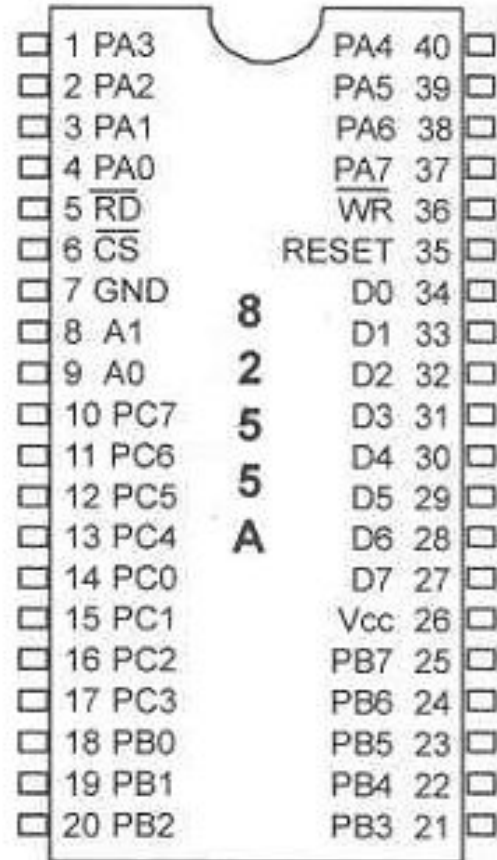 1 PA3
2 PA2
3 PA1
4 PA0
5 RD
6 CS
7 GND
8 A1
9 A0
10 PC7
11 PC6
12 PC5
13 PC4
14 PC0
15 PC1
16 PC2
17 PC3
18 PB0
19 PB1
20 PB2
8255A
PA4 40
PA5 39
PA6 38
PA7 37
WR 36
RESET 35
D0 34
D1 33
D2 32
D3 31
D4 30
D5 29
D6 28
D7 27
Vcc 26
PB7 25
PB6 24
PB5 23
PB4 22
PB3 21